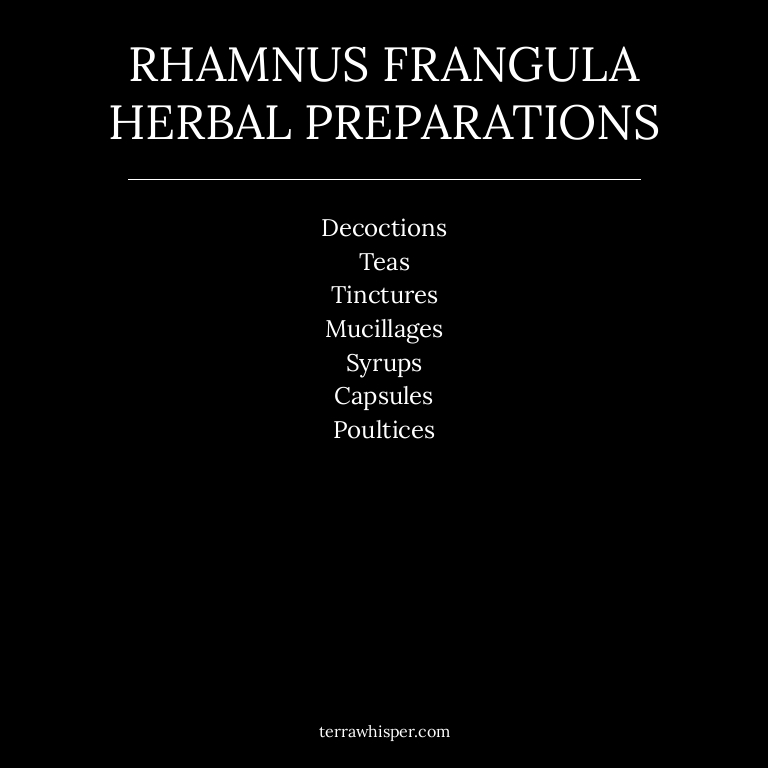 RHAMNUS FRANGULA
HERBAL PREPARATIONS
Decoctions
Teas
Tinctures
Mucillages
Syrups
Capsules
Poultices
terrawhisper.com